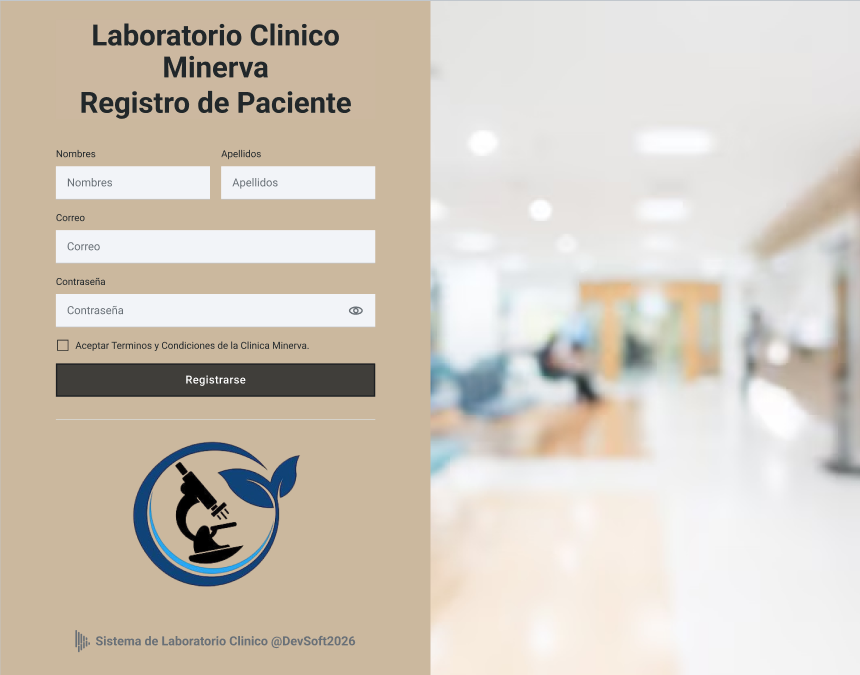 Laboratorio Clinico
Minerva
Registro de Paciente
Nombres
Apellidos
Nombres
Apellidos
Correo
Correo
Contraseña
Contraseña
Aceptar Terminos y Condiciones de la Clinica Minerva.
Registrarse
Sistema de Laboratorio Clinico @DevSoft2026